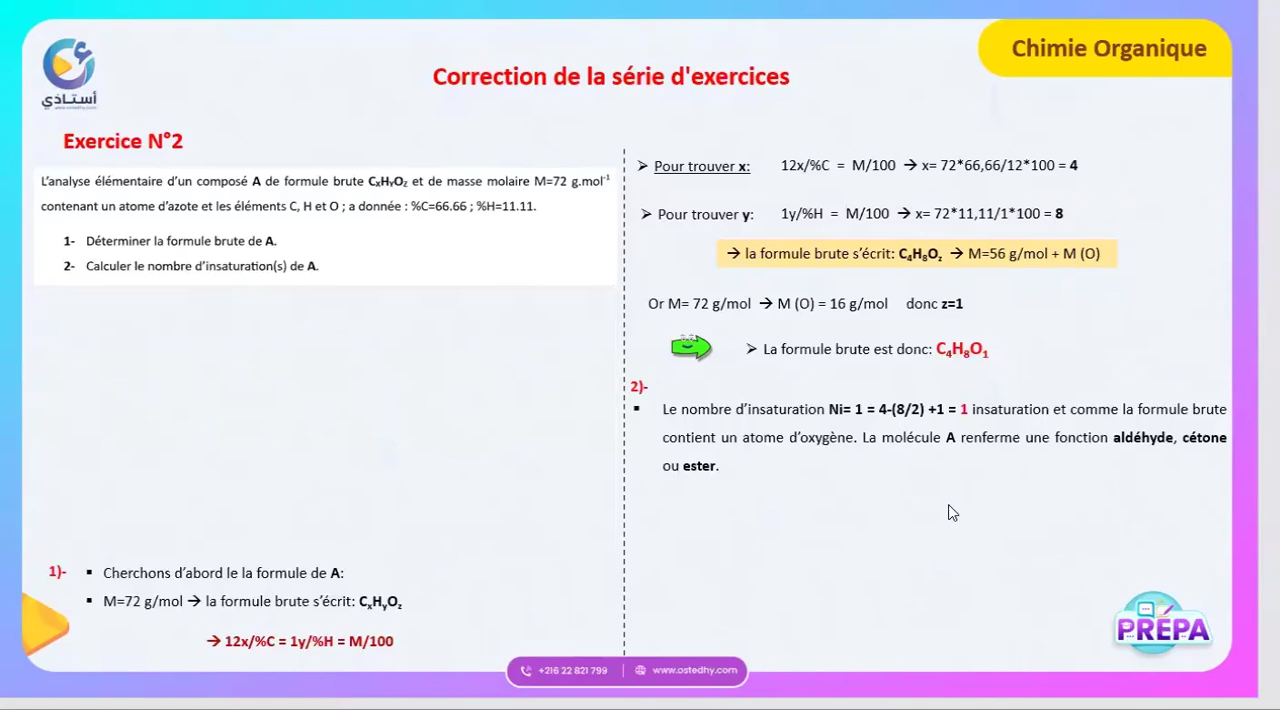 Chimie Organique
أستاذي
www.ostedhy.com
Correction de la série d'exercices
Exercice N°2
L'analyse élémentaire d'un composé A de formule brute CₓHᵧO_z et de masse molaire M=72 g.mol⁻¹
contenant un atome d'azote et les éléments C, H et O ; a donnée : %C=66.66 ; %H=11.11.
1- Déterminer la formule brute de A.
2- Calculer le nombre d'insaturation(s) de A.
1)- ▪ Cherchons d'abord le la formule de A:
▪ M=72 g/mol → la formule brute s'écrit: CₓHᵧO_z
→ 12x/%C = 1y/%H = M/100
➢ Pour trouver x: 12x/%C = M/100 → x= 72*66,66/12*100 = 4
➢ Pour trouver y: 1y/%H = M/100 → x= 72*11,11/1*100 = 8
→ la formule brute s'écrit: C₄H₈O_z → M=56 g/mol + M (O)
Or M= 72 g/mol → M (O) = 16 g/mol donc z=1
➢ La formule brute est donc: C₄H₈O₁
2)-
▪ Le nombre d'insaturation Ni= 1 = 4-(8/2) +1 = 1 insaturation et comme la formule brute
contient un atome d'oxygène. La molécule A renferme une fonction aldéhyde, cétone
ou ester.
PRÉPA
+216 22 821 799 | www.ostedhy.com